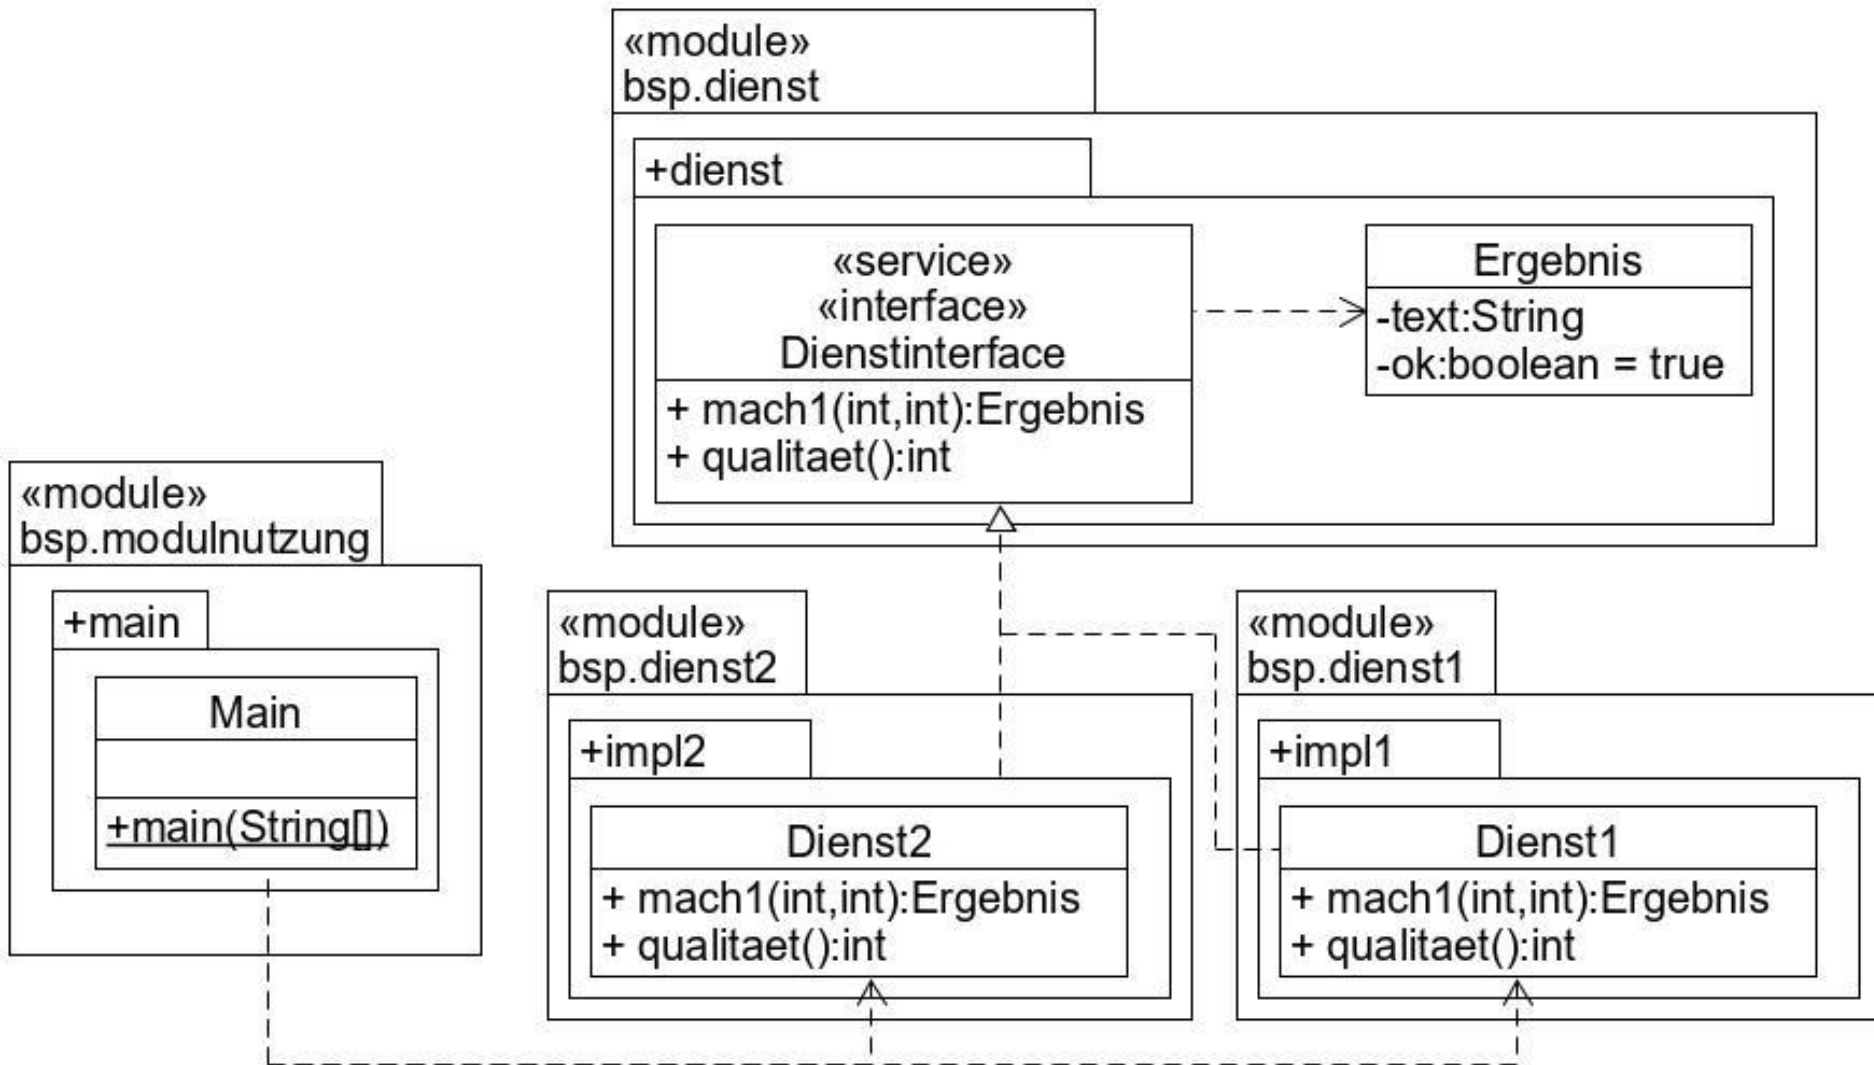 «module»
bsp.dienst
+dienst
«service»
«interface»
Dienstinterface
+ mach1(int,int):Ergebnis
+ qualitaet():int
Ergebnis
-text:String
-ok:boolean = true
«module»
bsp.modulnutzung
+main
Main
+main(String[])
«module»
bsp.dienst2
+impl2
Dienst2
+ mach1(int,int):Ergebnis
+ qualitaet():int
«module»
bsp.dienst1
+impl1
Dienst1
+ mach1(int,int):Ergebnis
+ qualitaet():int